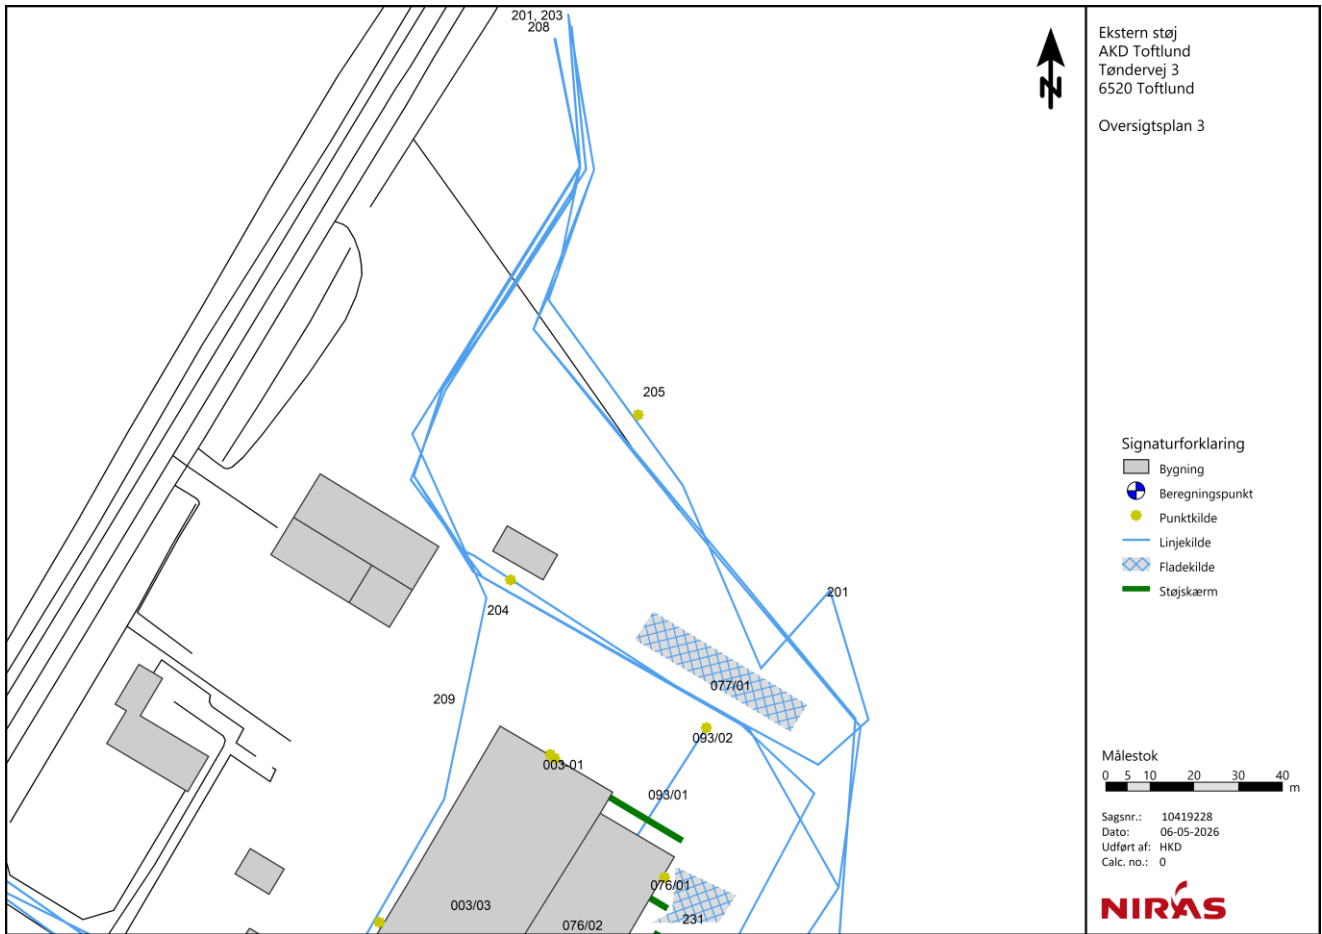 201, 203
208
205
201
204
077/01
209
093/02
003-01
093/01
076/01
003/03
231
076/02
N
Ekstern støj
AKD Toftlund
Tøndervej 3
6520 Toftlund
Oversigtsplan 3
Signaturforklaring
Bygning
Beregningspunkt
Punktkilde
Linjekilde
Fladekilde
Støjskærm
Målestok
0 5 10 20 30 40
m
Sagsnr.: 10419228
Dato: 06-05-2026
Udført af: HKD
Calc. no.: 0
NIRAS